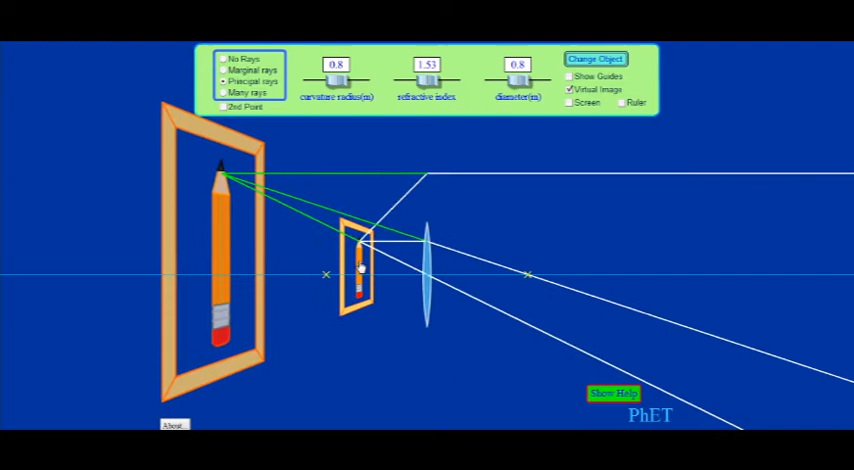 No Rays
Marginal rays
Principal rays
Many rays
2nd Point
0.8
curvature radius(m)
1.53
refractive index
0.8
diameter(m)
Change Object
Show Guides
Virtual Image
Screen
Ruler
Show Help
PhET
About...